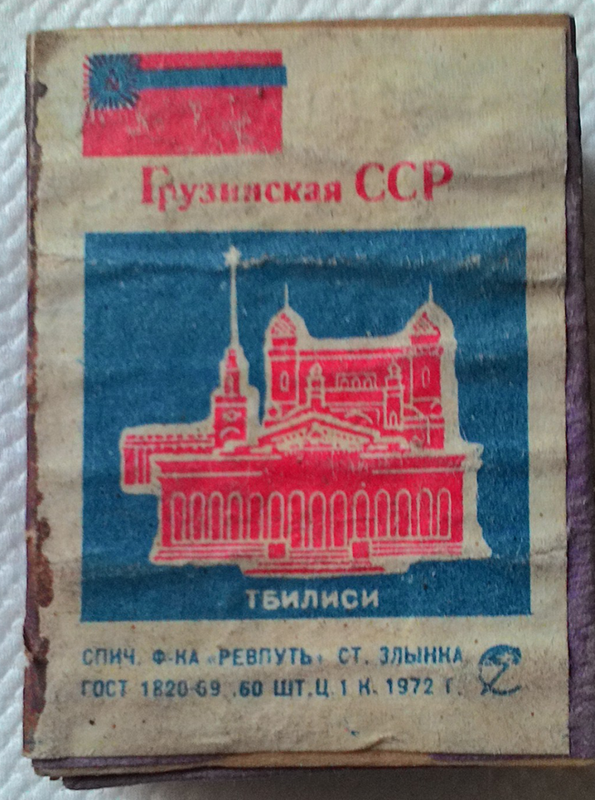 Грузинская ССР
ТБИЛИСИ
СПИЧ. Ф-КА «РЕВПУТЬ» СТ. ЗЛЫНКА
ГОСТ 1820-69 .60 ШТ,Ц.1 К. 1972 Г.